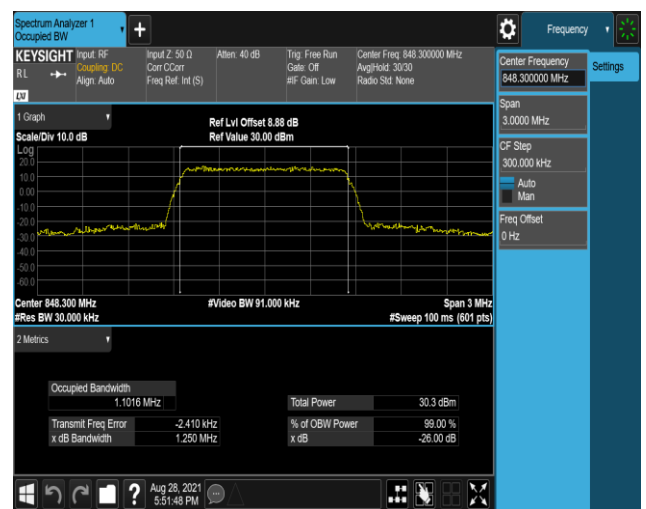 Spectrum Analyzer 1
Occupied BW
+
Frequency
KEYSIGHT
RL
LXI
Input: RF
Coupling: DC
Align: Auto
Input Z: 50 Ω
Corr CCorr
Freq Ref: Int (S)
Atten: 40 dB
Trig: Free Run
Gate: Off
#IF Gain: Low
Center Freq: 848.300000 MHz
Avg|Hold: 30/30
Radio Std: None
Center Frequency
848.300000 MHz
Settings
Span
3.0000 MHz
CF Step
300.000 kHz
Auto
Man
Freq Offset
0 Hz
1 Graph
Scale/Div 10.0 dB
Ref Lvl Offset 8.88 dB
Ref Value 30.00 dBm
Log
20.0
10.0
0.00
-10.0
-20.0
-30.0
-40.0
-50.0
-60.0
Center 848.300 MHz
#Video BW 91.000 kHz
Span 3 MHz
#Res BW 30.000 kHz
#Sweep 100 ms (601 pts)
2 Metrics
Occupied Bandwidth
1.1016 MHz
Total Power 30.3 dBm
Transmit Freq Error -2.410 kHz
% of OBW Power 99.00 %
x dB Bandwidth 1.250 MHz
x dB -26.00 dB
?
Aug 28, 2021
5:51:48 PM